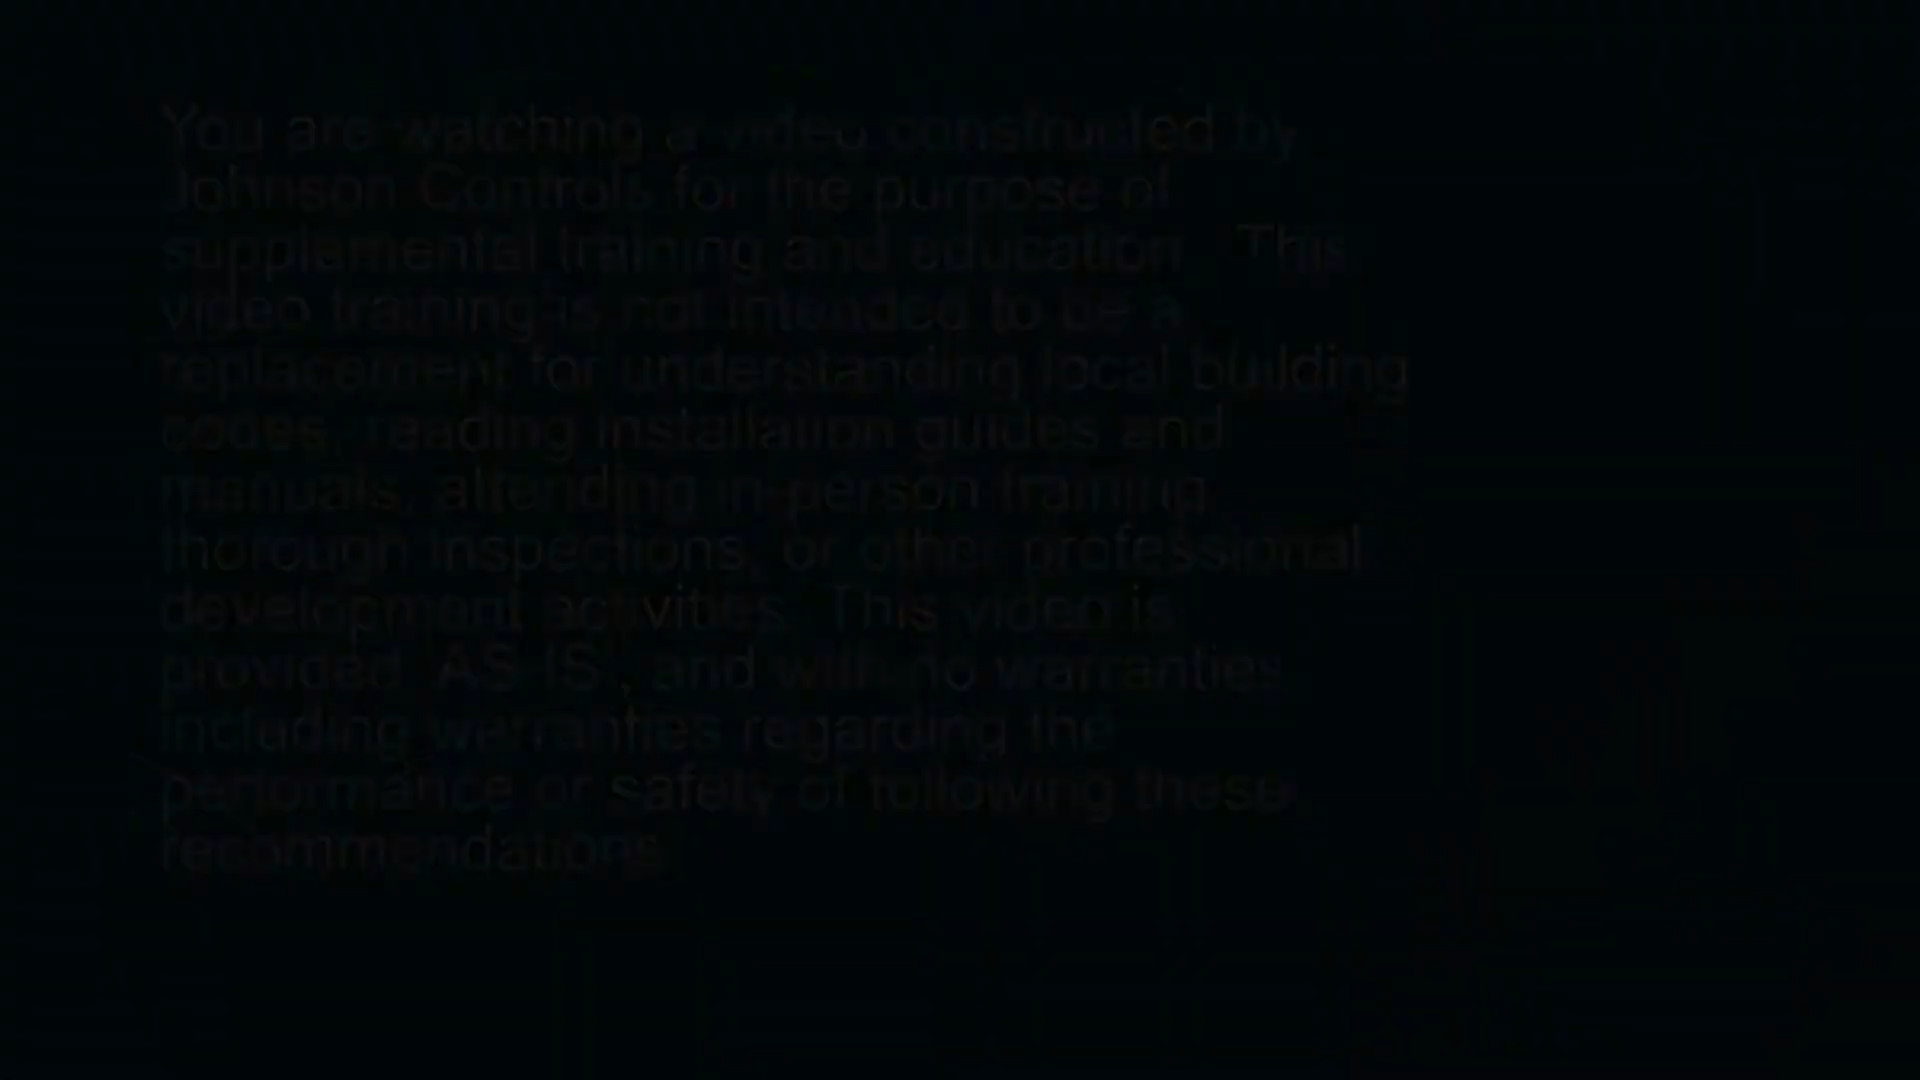 You are watching a video constructed by
Johnson Controls for the purpose of
supplemental training and education. This
video training is not intended to be a
replacement for understanding local building
codes, reading installation guides and
manuals, attending in-person training,
thorough inspections, or other professional
development activities. This video is
provided "AS IS", and with no warranties
including warranties regarding the
performance or safety of following these
recommendations.